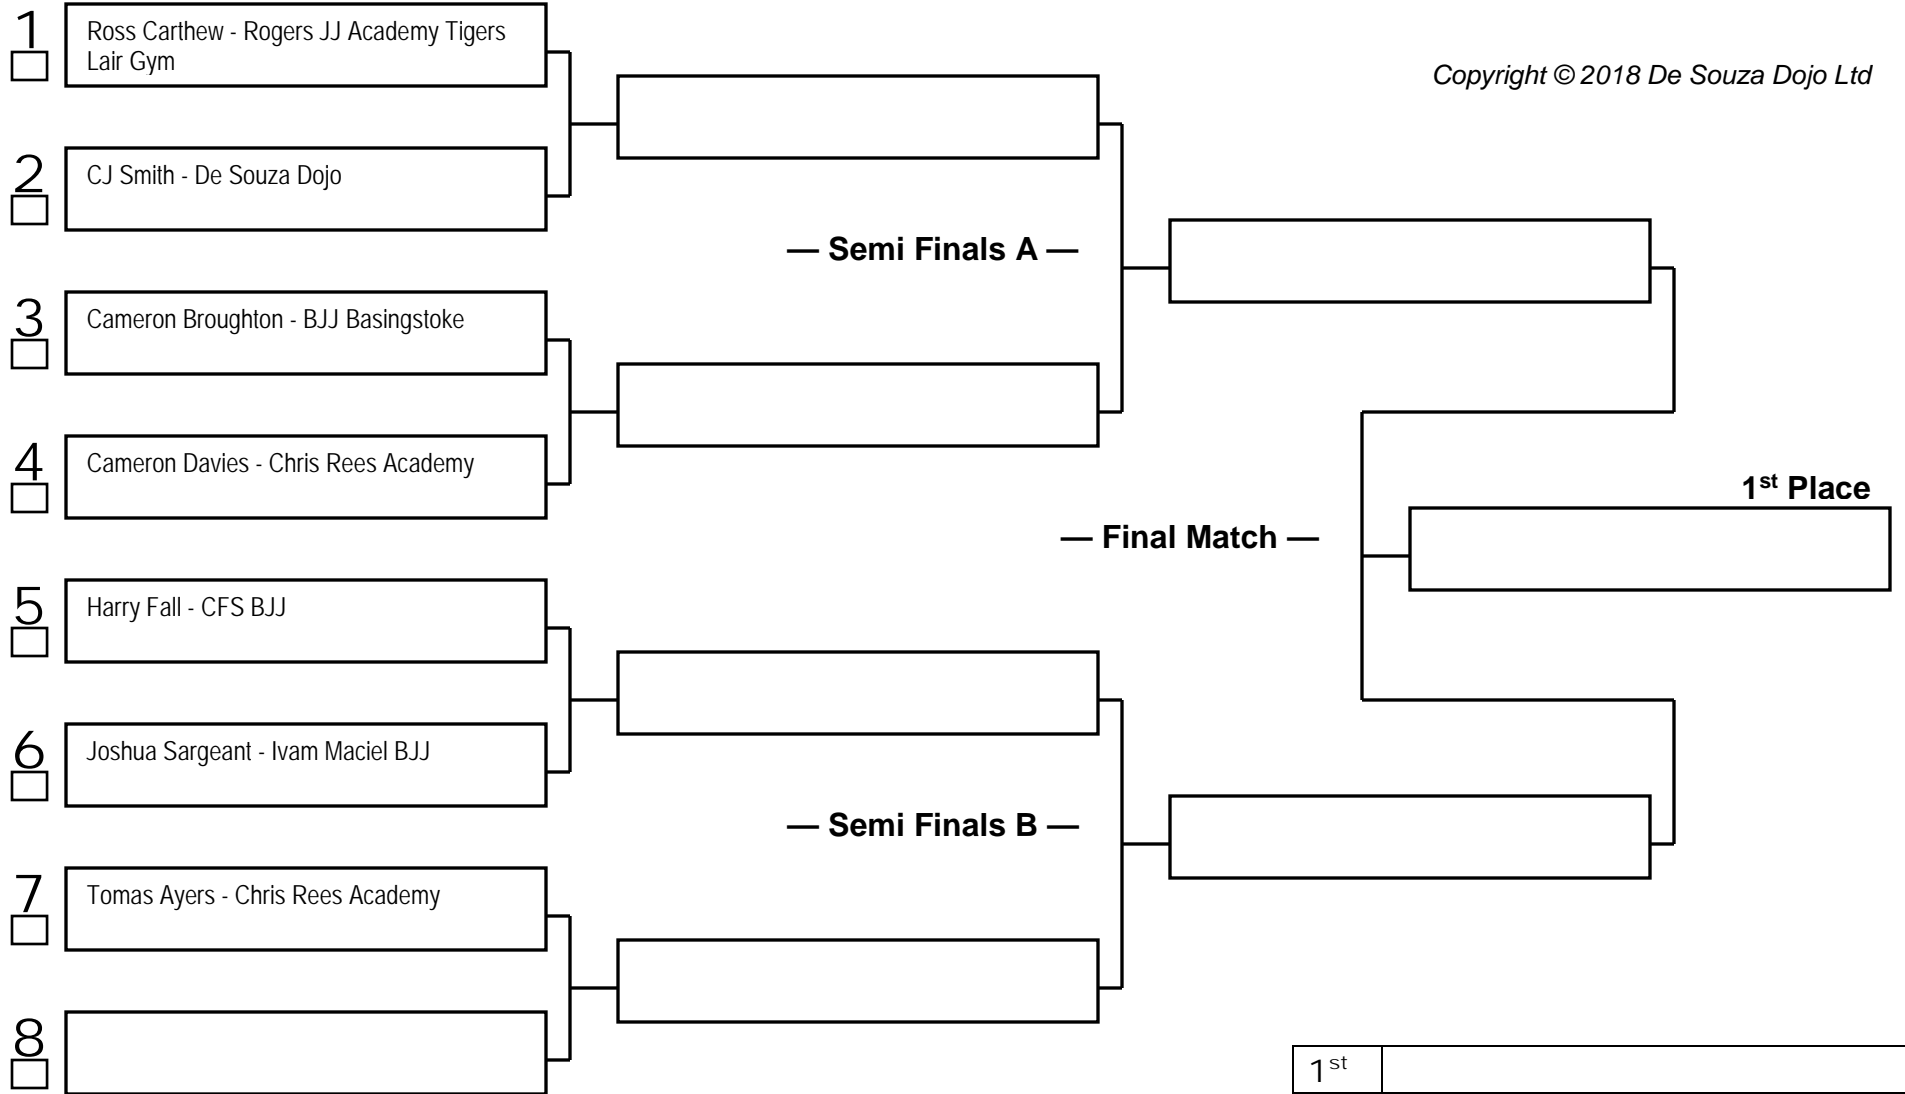 1
Ross Carthew - Rogers JJ Academy Tigers
Lair Gym
Copyright © 2018 De Souza Dojo Ltd
2
CJ Smith - De Souza Dojo
— Semi Finals A —
3
Cameron Broughton - BJJ Basingstoke
4
Cameron Davies - Chris Rees Academy
1st Place
— Final Match —
5
Harry Fall - CFS BJJ
6
Joshua Sargeant - Ivam Maciel BJJ
— Semi Finals B —
7
Tomas Ayers - Chris Rees Academy
8
1st